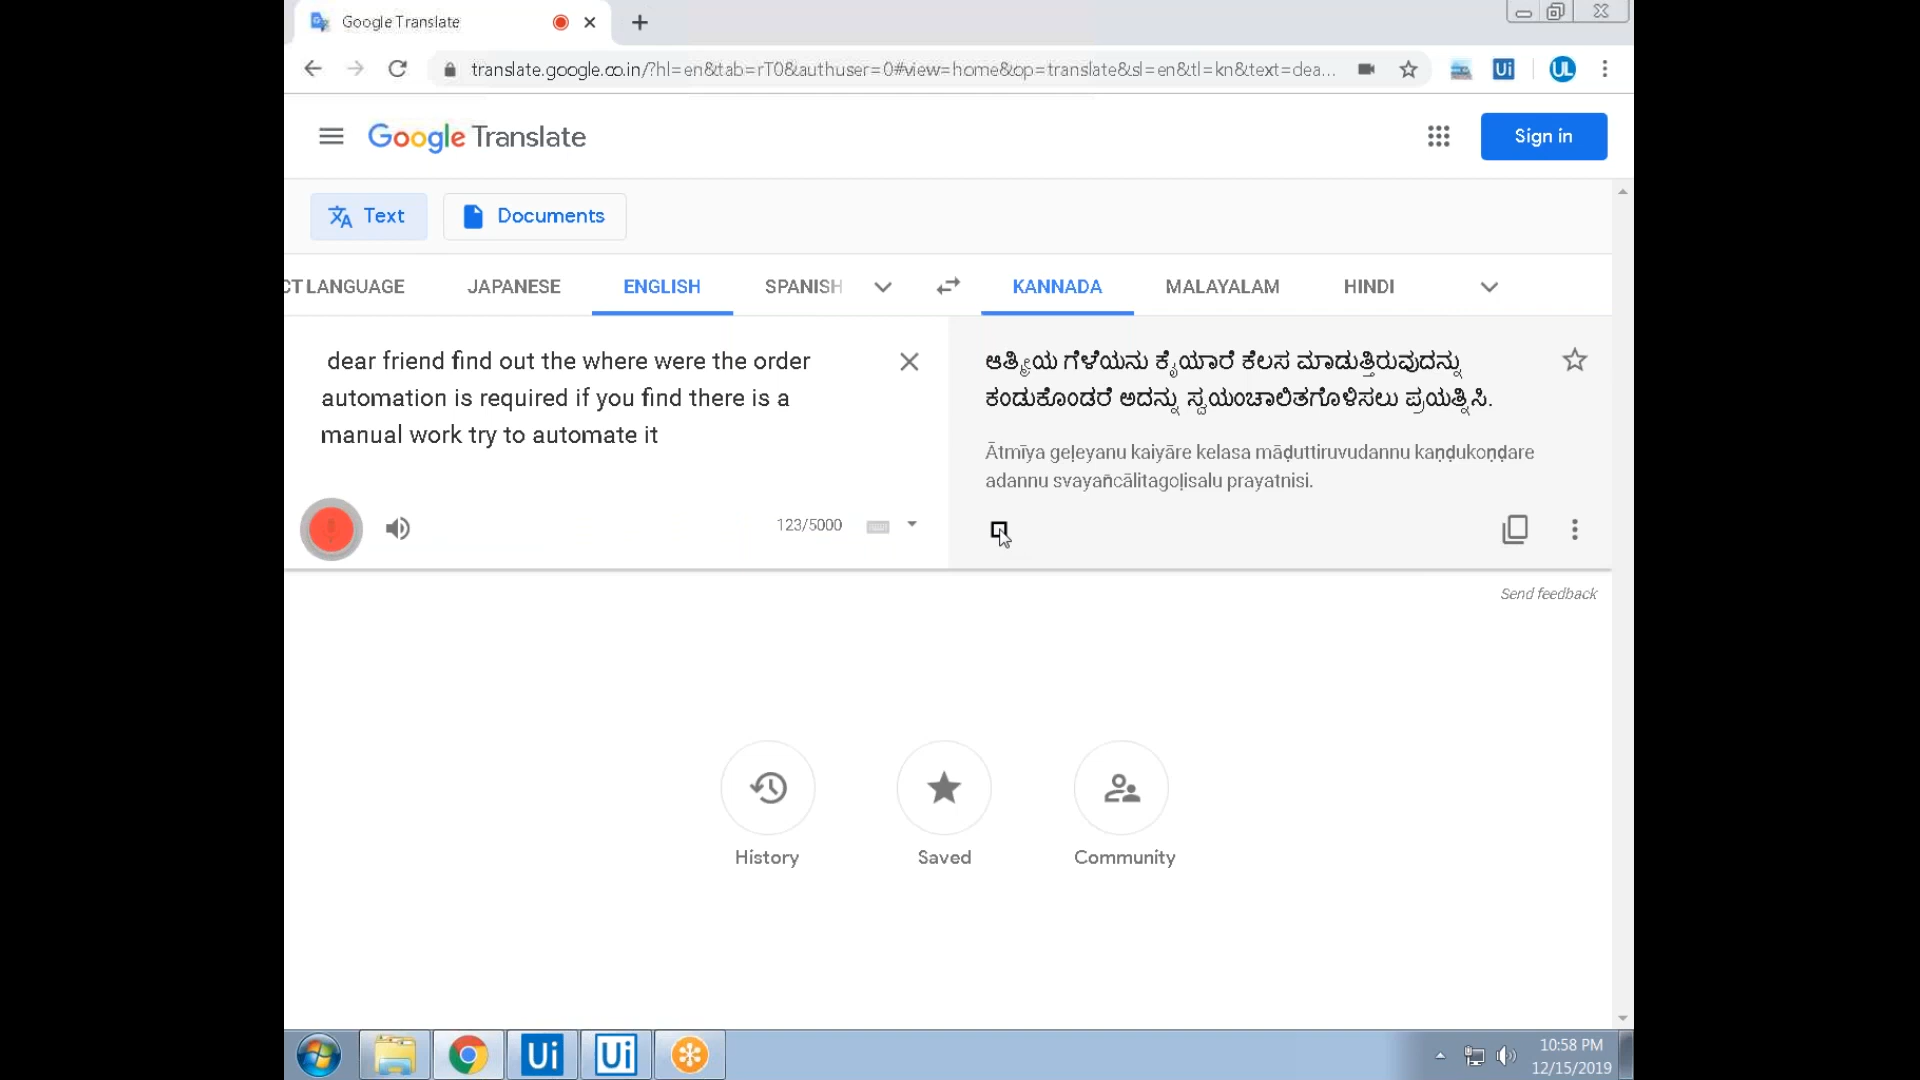 Google Translate
translate.google.co.in/?hl=en&tab=rT0&authuser=0#view=home&op=translate&sl=en&tl=kn&text=dea...
Ui
UL
Google Translate
Sign in
Text
Documents
CT LANGUAGE
JAPANESE
ENGLISH
SPANISH
KANNADA
MALAYALAM
HINDI
dear friend find out the where were the order
automation is required if you find there is a
manual work try to automate it
123/5000
ಆತ್ಮೀಯ ಗೆಳೆಯನು ಕೈಯಾರೆ ಕೆಲಸ ಮಾಡುತ್ತಿರುವುದನ್ನು
ಕಂಡುಕೊಂಡರೆ ಅದನ್ನು ಸ್ವಯಂಚಾಲಿತಗೊಳಿಸಲು ಪ್ರಯತ್ನಿಸಿ.
Ātmīya geḷeyanu kaiyāre kelasa māḍuttiruvudannu kaṇḍukoṇḍare
adannu svayan̄cālitagoḷisalu prayatnisi.
Send feedback
History
Saved
Community
Ui
Ui
10:58 PM
12/15/2019